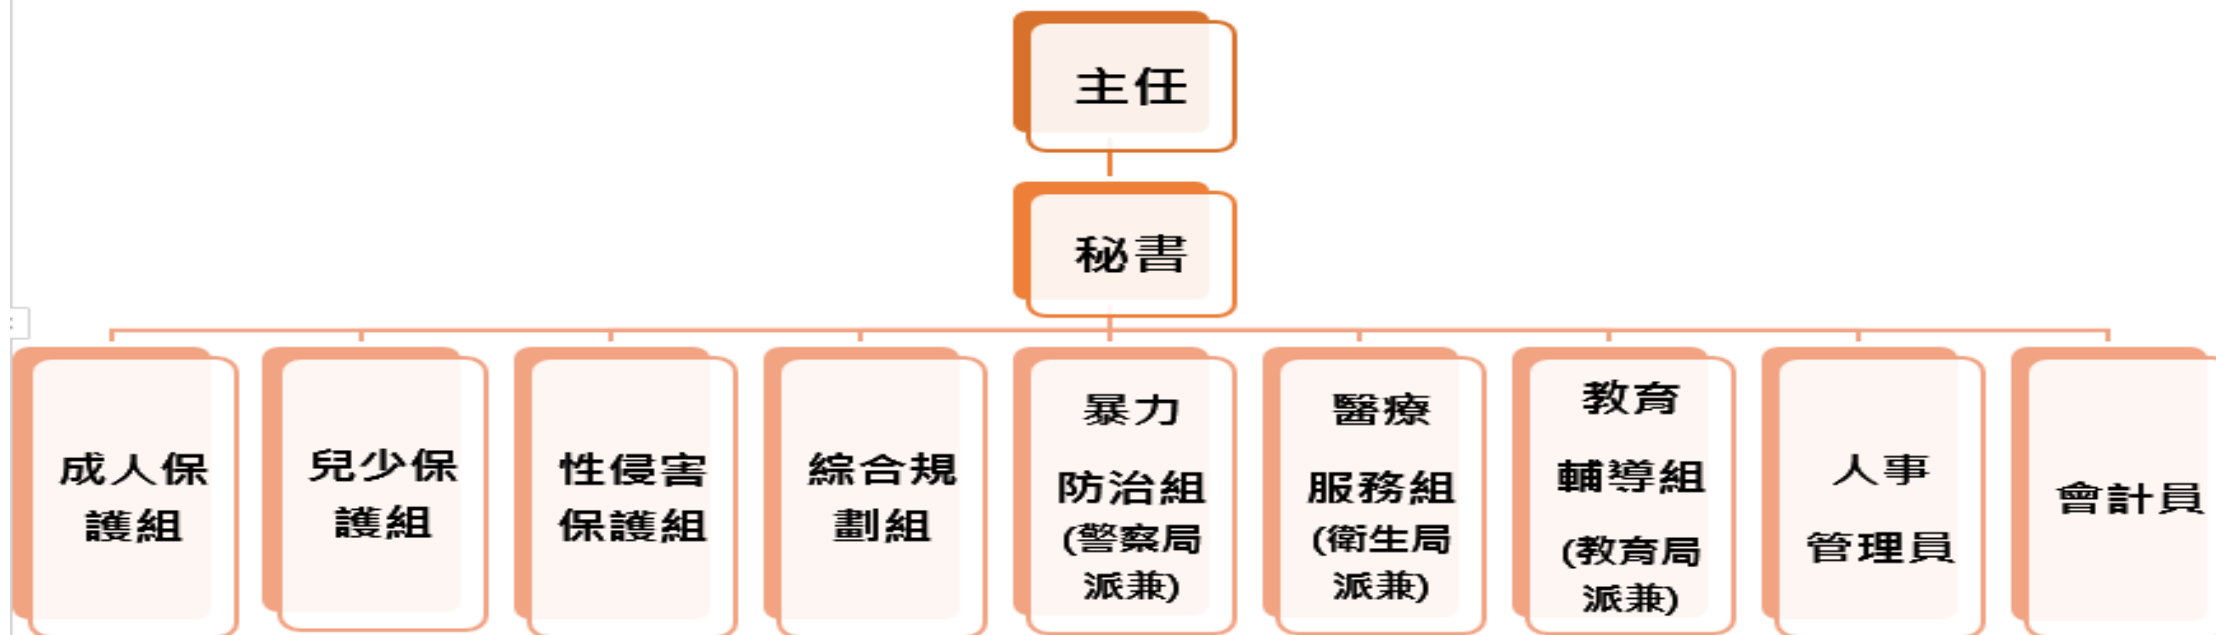 主任
秘書
成人保
護組
兒少保
護組
性侵害
保護組
綜合規
劃組
暴力
防治組
(警察局
派兼)
醫療
服務組
(衛生局
派兼)
教育
輔導組
(教育局
派兼)
人事
管理員
會計員